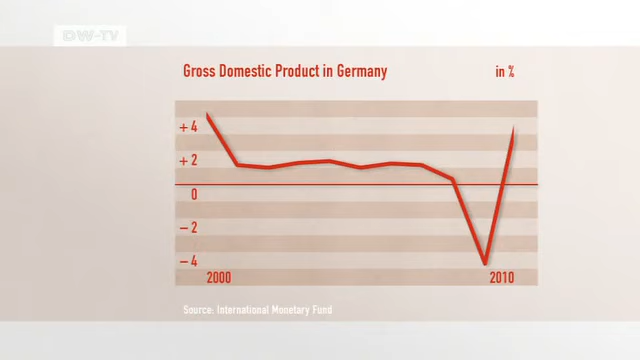 DW-TV
Gross Domestic Product in Germany in %
+ 4
+ 2
0
– 2
– 4
2000 2010
Source: International Monetary Fund